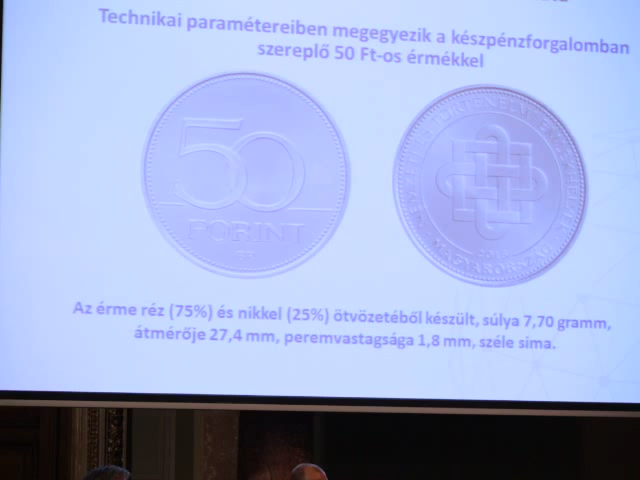 Technikai paramétereiben megegyezik a készpénzforgalomban
szereplő 50 Ft-os érmékkel
50
FORINT
MAGYARORSZÁG
Az érme réz (75%) és nikkel (25%) ötvözetéből készült, súlya 7,70 gramm,
átmérője 27,4 mm, peremvastagsága 1,8 mm, széle sima.